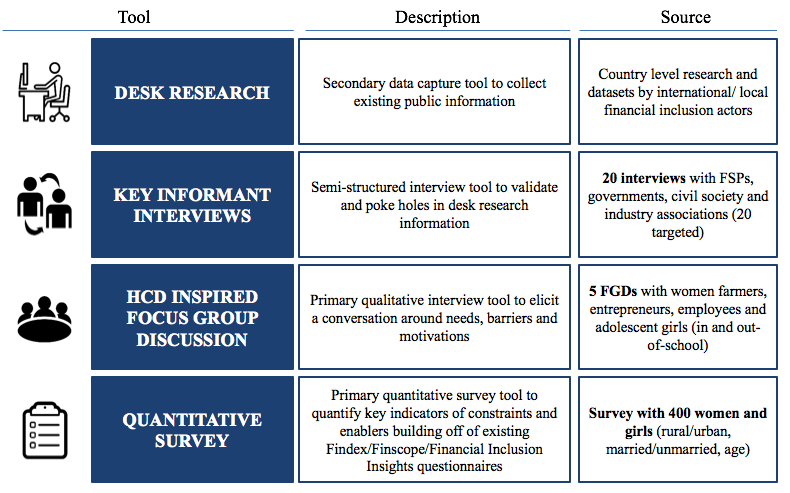 Tool
Description
Source
DESK RESEARCH
Secondary data capture tool to collect
existing public information
Country level research and
datasets by international/ local
financial inclusion actors
KEY INFORMANT
INTERVIEWS
Semi-structured interview tool to validate
and poke holes in desk research
information
20 interviews with FSPs,
governments, civil society and
industry associations (20
targeted)
HCD INSPIRED
FOCUS GROUP
DISCUSSION
Primary qualitative interview tool to elicit
a conversation around needs, barriers and
motivations
5 FGDs with women farmers,
entrepreneurs, employees and
adolescent girls (in and out-
of-school)
QUANTITATIVE
SURVEY
Primary quantitative survey tool to
quantify key indicators of constraints and
enablers building off of existing
Findex/Finscope/Financial Inclusion
Insights questionnaires
Survey with 400 women and
girls (rural/urban,
married/unmarried, age)